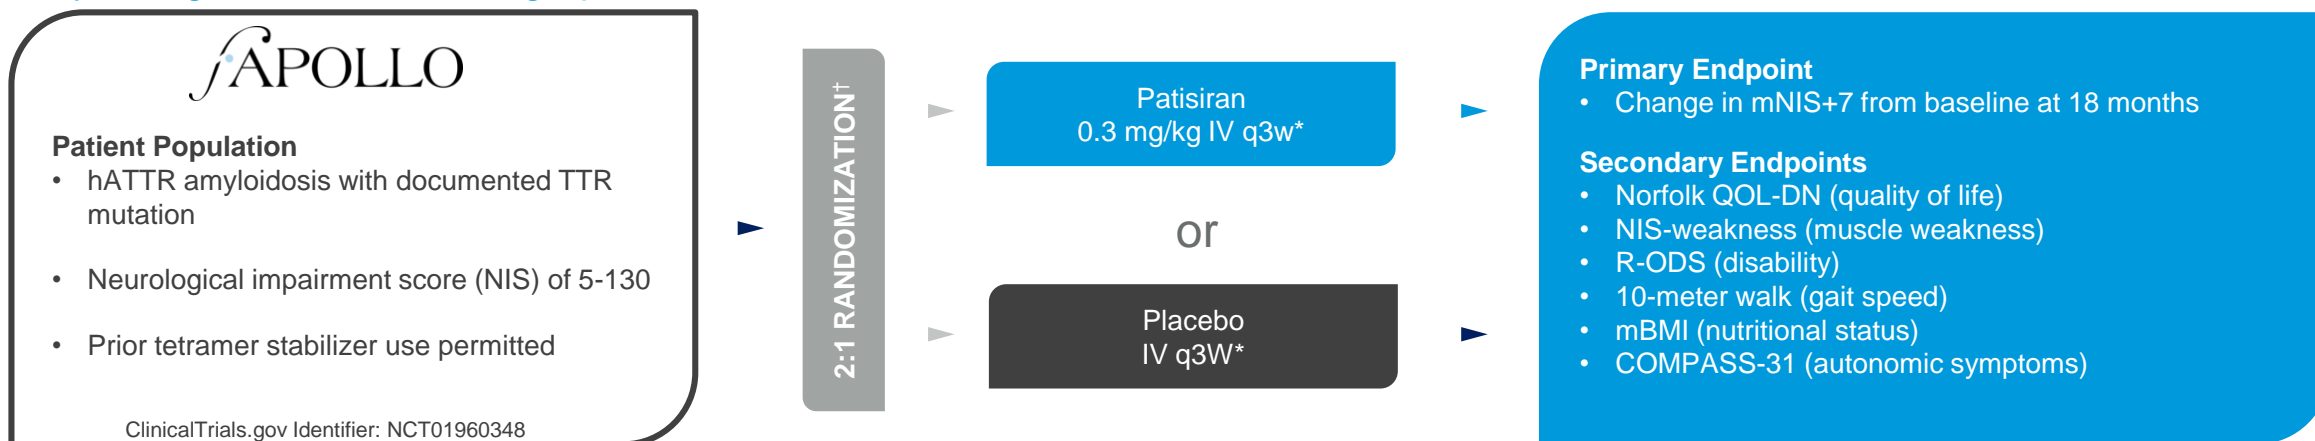 APOLLO
Patient Population
• hATTR amyloidosis with documented TTR
mutation
• Neurological impairment score (NIS) of 5-130
• Prior tetramer stabilizer use permitted
ClinicalTrials.gov Identifier: NCT01960348
2:1 RANDOMIZATION†
Patisiran
0.3 mg/kg IV q3w*
or
Placebo
IV q3W*
Primary Endpoint
• Change in mNIS+7 from baseline at 18 months
Secondary Endpoints
• Norfolk QOL-DN (quality of life)
• NIS-weakness (muscle weakness)
• R-ODS (disability)
• 10-meter walk (gait speed)
• mBMI (nutritional status)
• COMPASS-31 (autonomic symptoms)